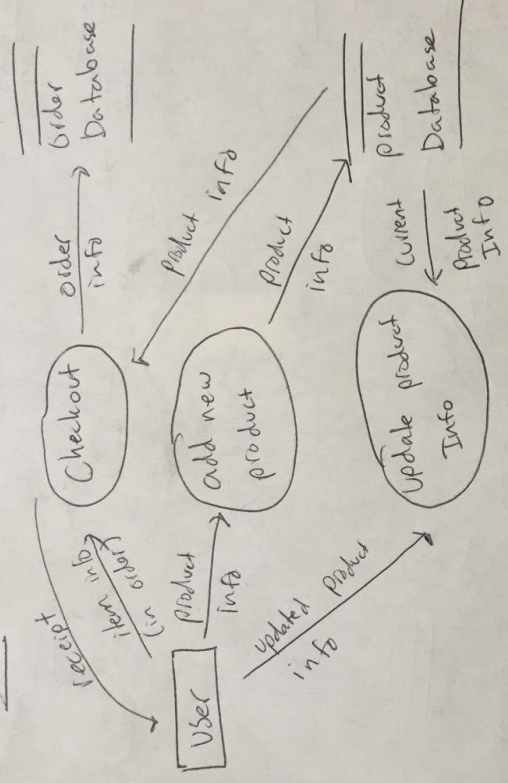 receipt
item info
(in order)
Checkout
order
info
Order
Database
User
product
info
add new
product
product info
product
info
product
Database
updated product
info
update product
Info
current
product
Info